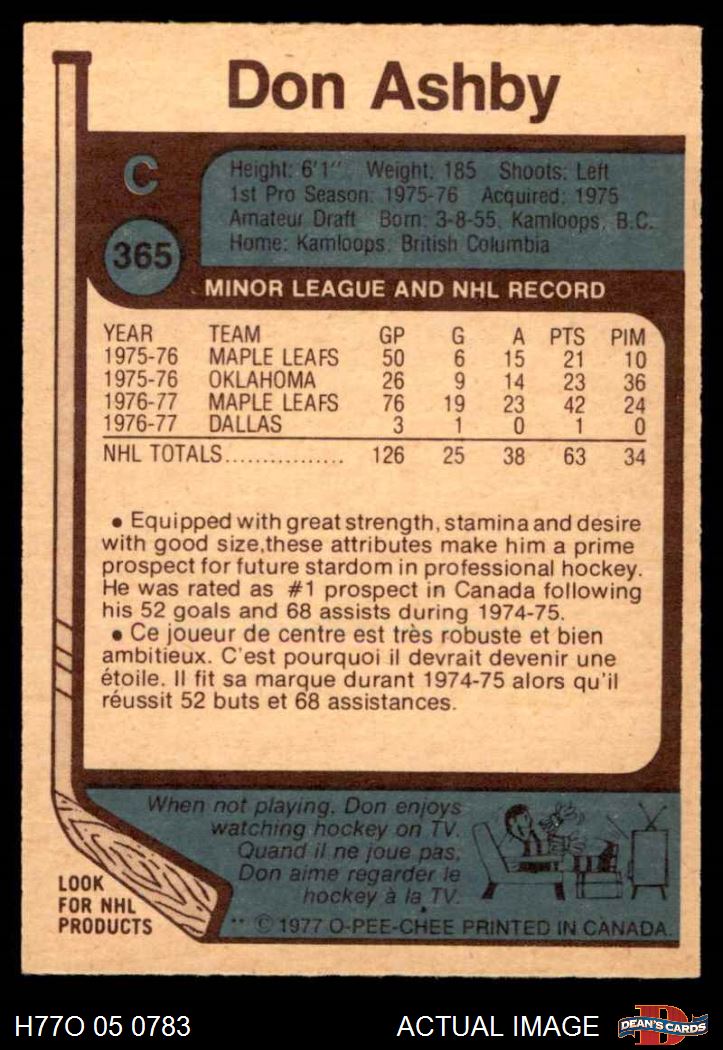 Don Ashby
C
365
Height: 6'1" Weight: 185 Shoots: Left
1st Pro Season: 1975-76 Acquired: 1975
Amateur Draft Born: 3-8-55, Kamloops, B.C.
Home: Kamloops, British Columbia
MINOR LEAGUE AND NHL RECORD
YEAR TEAM GP G A PTS PIM
1975-76 MAPLE LEAFS 50 6 15 21 10
1975-76 OKLAHOMA 26 9 14 23 36
1976-77 MAPLE LEAFS 76 19 23 42 24
1976-77 DALLAS 3 1 0 1 0
NHL TOTALS................ 126 25 38 63 34
• Equipped with great strength, stamina and desire
with good size,these attributes make him a prime
prospect for future stardom in professional hockey.
He was rated as #1 prospect in Canada following
his 52 goals and 68 assists during 1974-75.
• Ce joueur de centre est très robuste et bien
ambitieux. C'est pourquoi il devrait devenir une
étoile. Il fit sa marque durant 1974-75 alors qu'il
réussit 52 buts et 68 assistances.
When not playing, Don enjoys
watching hockey on TV.
Quand il ne joue pas,
Don aime regarder le
hockey à la TV.
LOOK
FOR NHL
PRODUCTS
** © 1977 O-PEE-CHEE PRINTED IN CANADA.
H77O 05 0783
ACTUAL IMAGE
D
DEAN'S CARDS